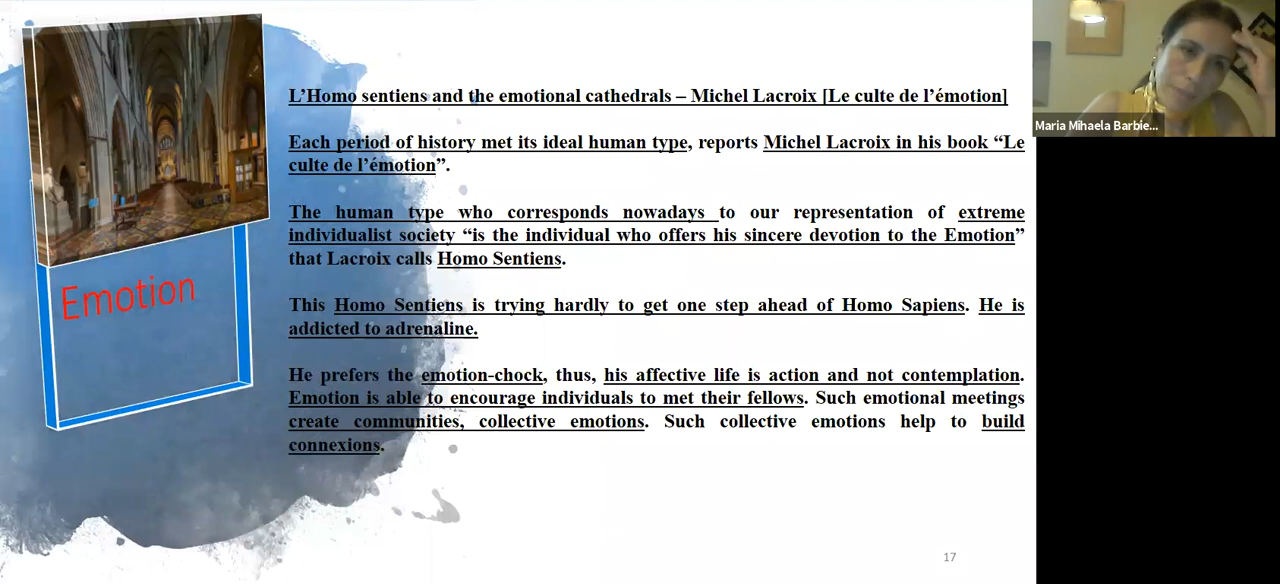 L’Homo sentiens and the emotional cathedrals – Michel Lacroix [Le culte de l’émotion]
Each period of history met its ideal human type, reports Michel Lacroix in his book “Le
culte de l’émotion”.
The human type who corresponds nowadays to our representation of extreme
individualist society “is the individual who offers his sincere devotion to the Emotion”
that Lacroix calls Homo Sentiens.
This Homo Sentiens is trying hardly to get one step ahead of Homo Sapiens. He is
addicted to adrenaline.
He prefers the emotion-chock, thus, his affective life is action and not contemplation.
Emotion is able to encourage individuals to met their fellows. Such emotional meetings
create communities, collective emotions. Such collective emotions help to build
connexions.
Emotion
17
Maria Mihaela Barbie...